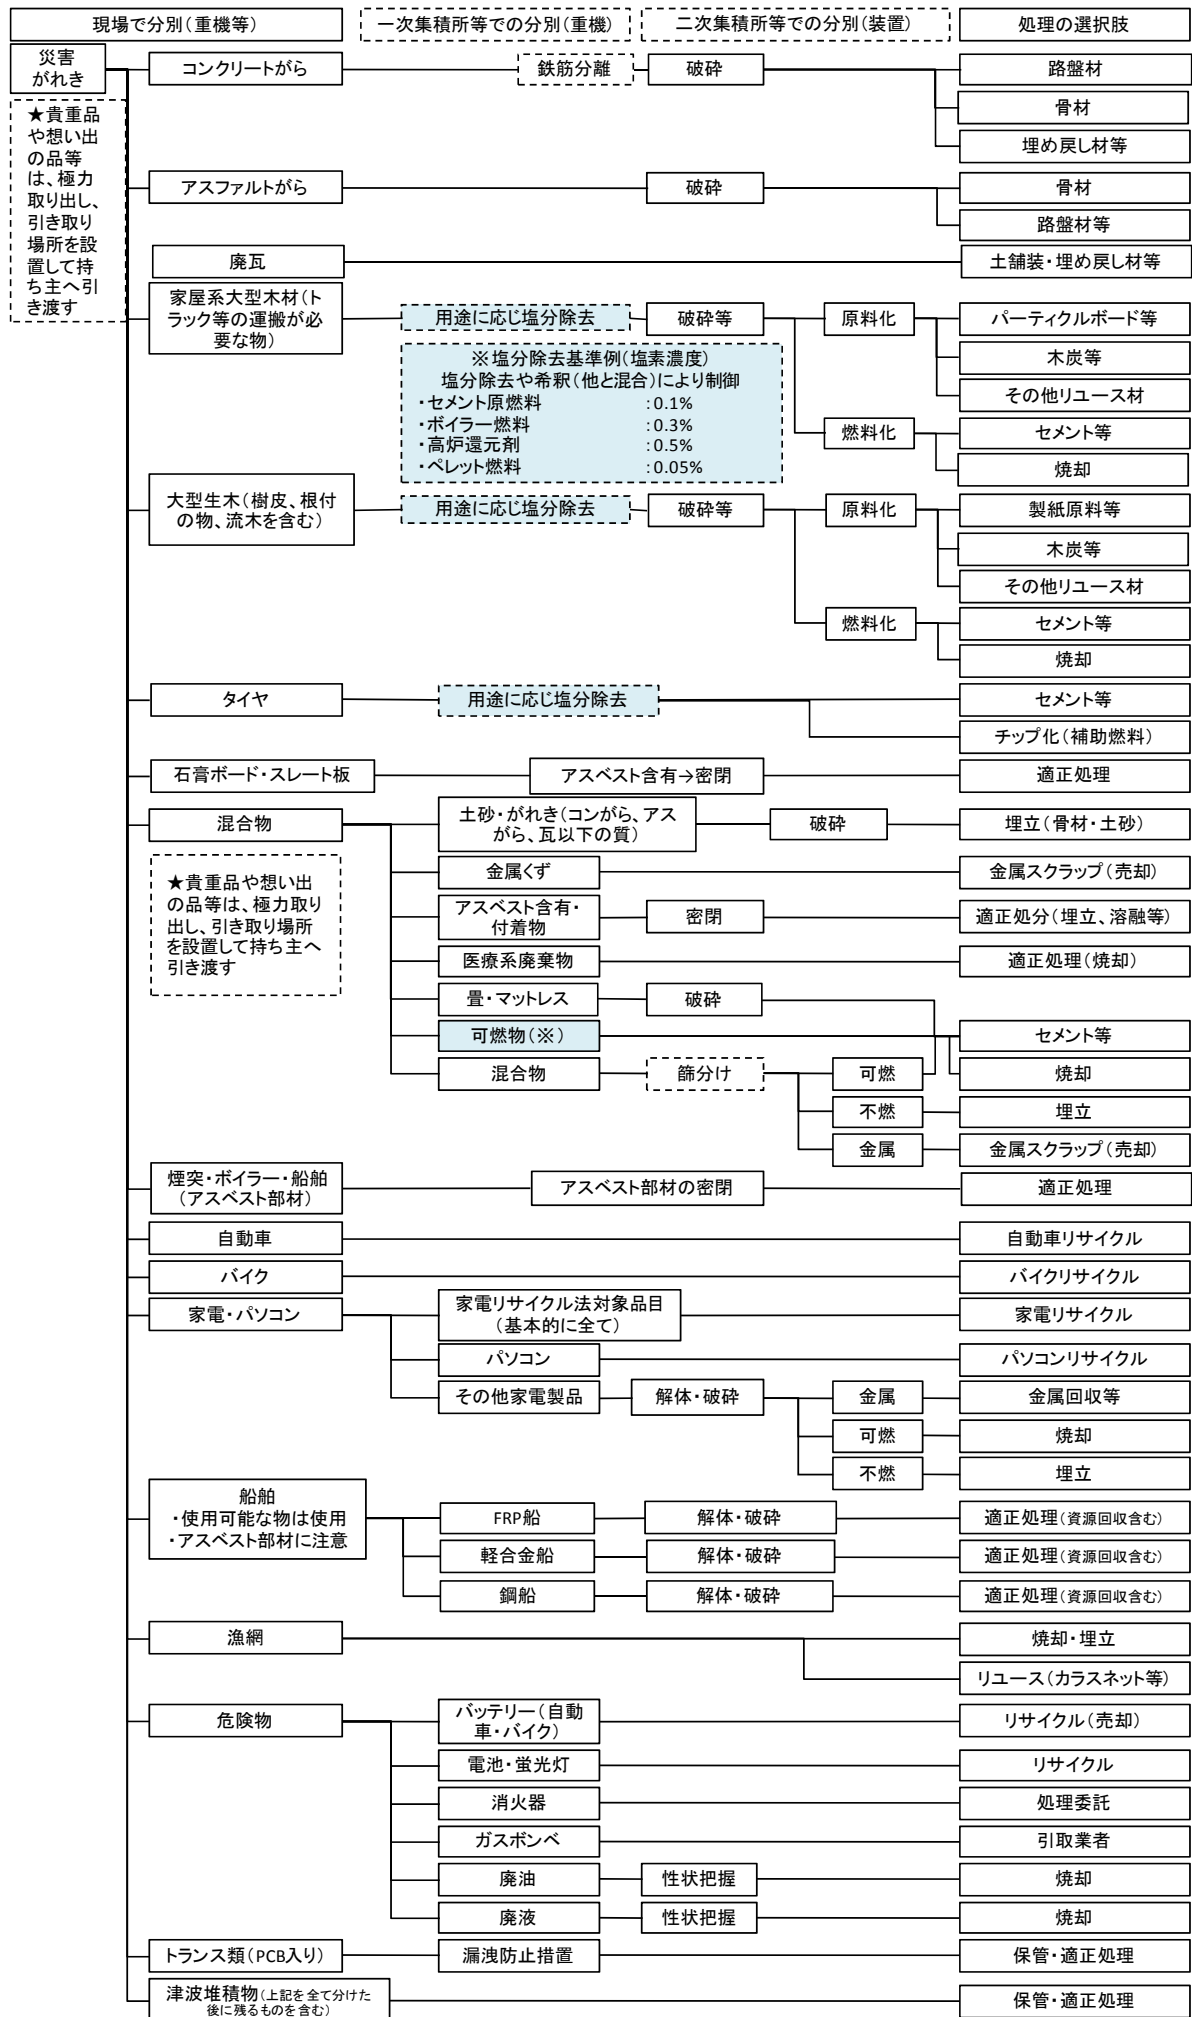 現場で分別(重機等)
一次集積所等での分別(重機)
二次集積所等での分別(装置)
処理の選択肢
災害
がれき
★貴重品
や想い出
の品等
は、極力
取り出し、
引き取り
場所を設
置して持
ち主へ引
き渡す
コンクリートがら
鉄筋分離
破砕
路盤材
骨材
埋め戻し材等
アスファルトがら
破砕
骨材
路盤材等
廃瓦
土舗装・埋め戻し材等
家屋系大型木材(ト
ラック等の運搬が必
要な物)
用途に応じ塩分除去
破砕等
原料化
パーティクルボード等
木炭等
その他リユース材
※塩分除去基準例(塩素濃度)
塩分除去や希釈(他と混合)により制御
・セメント原燃料 :0.1%
・ボイラー燃料 :0.3%
・高炉還元剤 :0.5%
・ペレット燃料 :0.05%
燃料化
セメント等
焼却
大型生木(樹皮、根付
の物、流木を含む)
用途に応じ塩分除去
破砕等
原料化
製紙原料等
木炭等
その他リユース材
燃料化
セメント等
焼却
タイヤ
用途に応じ塩分除去
セメント等
チップ化(補助燃料)
石膏ボード・スレート板
アスベスト含有→密閉
適正処理
混合物
土砂・がれき(コンがら、アス
がら、瓦以下の質)
破砕
埋立(骨材・土砂)
★貴重品や想い出
の品等は、極力取り
出し、引き取り場所
を設置して持ち主へ
引き渡す
金属くず
金属スクラップ(売却)
アスベスト含有・
付着物
密閉
適正処分(埋立、溶融等)
医療系廃棄物
適正処理(焼却)
畳・マットレス
破砕
可燃物(※)
セメント等
混合物
篩分け
可燃
焼却
不燃
埋立
金属
金属スクラップ(売却)
煙突・ボイラー・船舶
(アスベスト部材)
アスベスト部材の密閉
適正処理
自動車
自動車リサイクル
バイク
バイクリサイクル
家電・パソコン
家電リサイクル法対象品目
(基本的に全て)
家電リサイクル
パソコン
パソコンリサイクル
その他家電製品
解体・破砕
金属
金属回収等
可燃
焼却
不燃
埋立
船舶
・使用可能な物は使用
・アスベスト部材に注意
FRP船
解体・破砕
適正処理(資源回収含む)
軽合金船
解体・破砕
適正処理(資源回収含む)
鋼船
解体・破砕
適正処理(資源回収含む)
漁網
焼却・埋立
リユース(カラスネット等)
危険物
バッテリー(自動
車・バイク)
リサイクル(売却)
電池・蛍光灯
リサイクル
消火器
処理委託
ガスボンベ
引取業者
廃油
性状把握
焼却
廃液
性状把握
焼却
トランス類(PCB入り)
漏洩防止措置
保管・適正処理
津波堆積物(上記を全て分けた
後に残るものを含む)
保管・適正処理